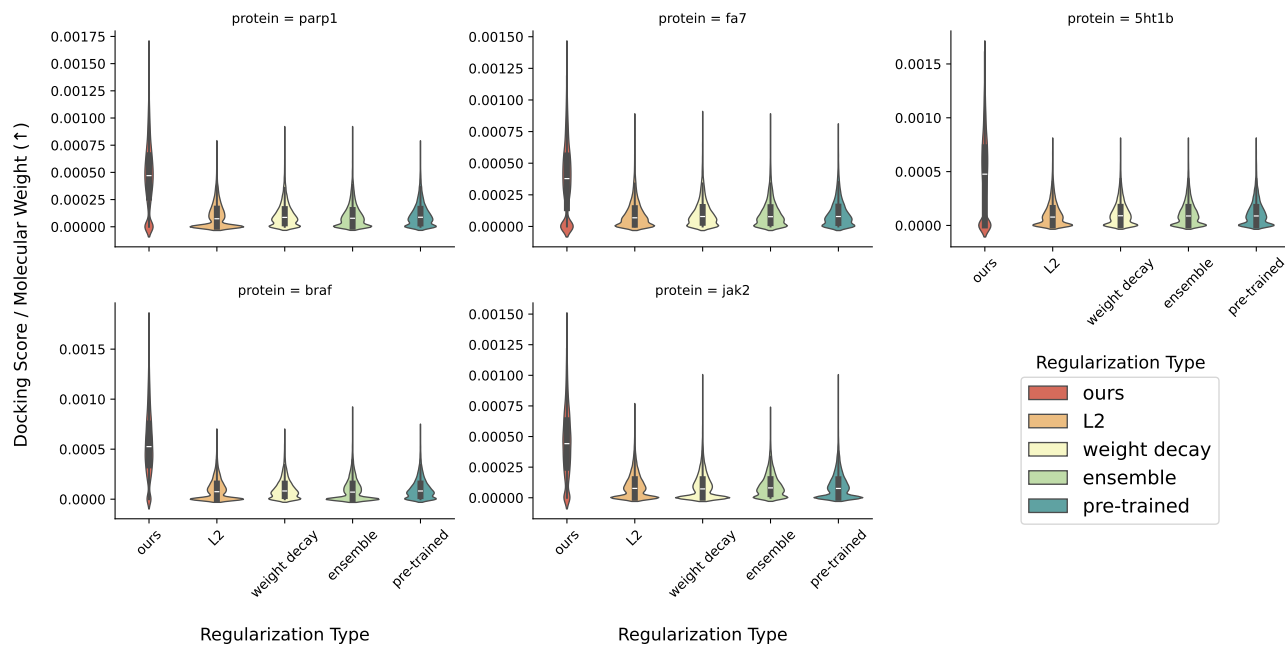 Docking Score / Molecular Weight (↑)
protein = parp1
0.00175
0.00150
0.00125
0.00100
0.00075
0.00050
0.00025
0.00000
protein = fa7
0.00150
0.00125
0.00100
0.00075
0.00050
0.00025
0.00000
protein = 5ht1b
0.0015
0.0010
0.0005
0.0000
ours
L2
weight decay
ensemble
pre-trained
protein = braf
0.0015
0.0010
0.0005
0.0000
ours
L2
weight decay
ensemble
pre-trained
Regularization Type
protein = jak2
0.00150
0.00125
0.00100
0.00075
0.00050
0.00025
0.00000
ours
L2
weight decay
ensemble
pre-trained
Regularization Type
Regularization Type
ours
L2
weight decay
ensemble
pre-trained